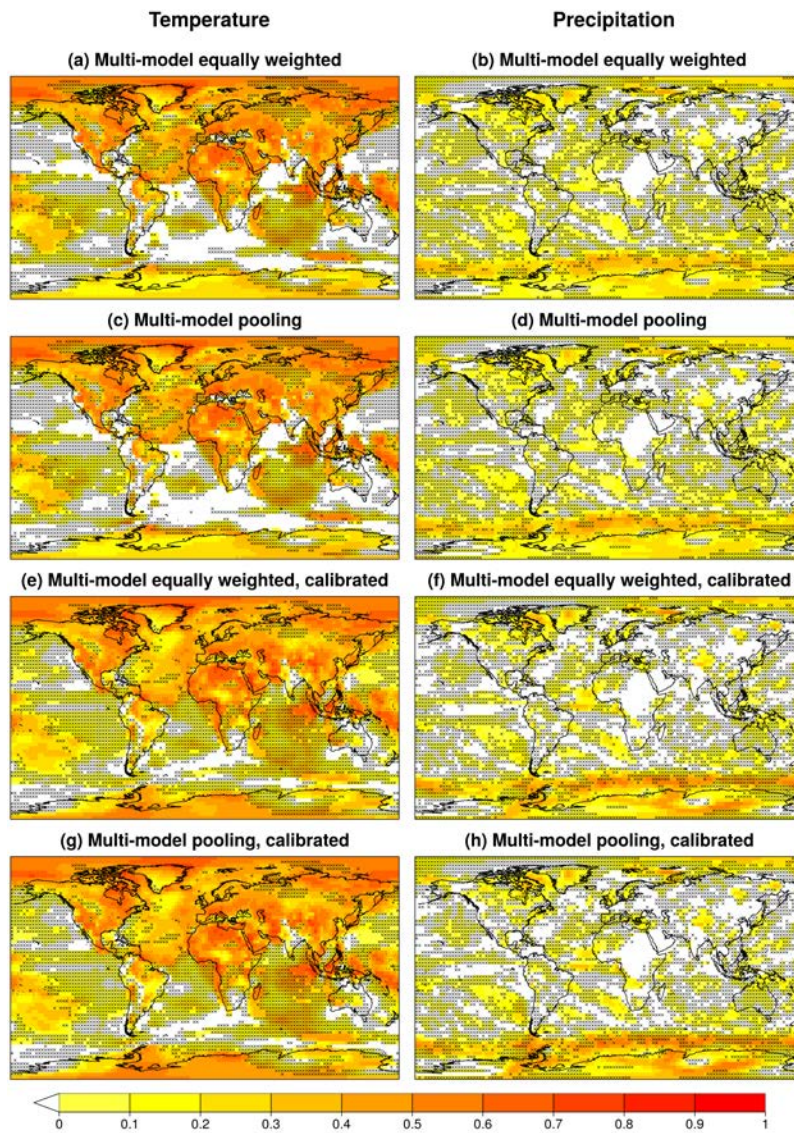 Temperature Precipitation
(a) Multi-model equally weighted (b) Multi-model equally weighted
(c) Multi-model pooling (d) Multi-model pooling
(e) Multi-model equally weighted, calibrated (f) Multi-model equally weighted, calibrated
(g) Multi-model pooling, calibrated (h) Multi-model pooling, calibrated
0 0.1 0.2 0.3 0.4 0.5 0.6 0.7 0.8 0.9 1